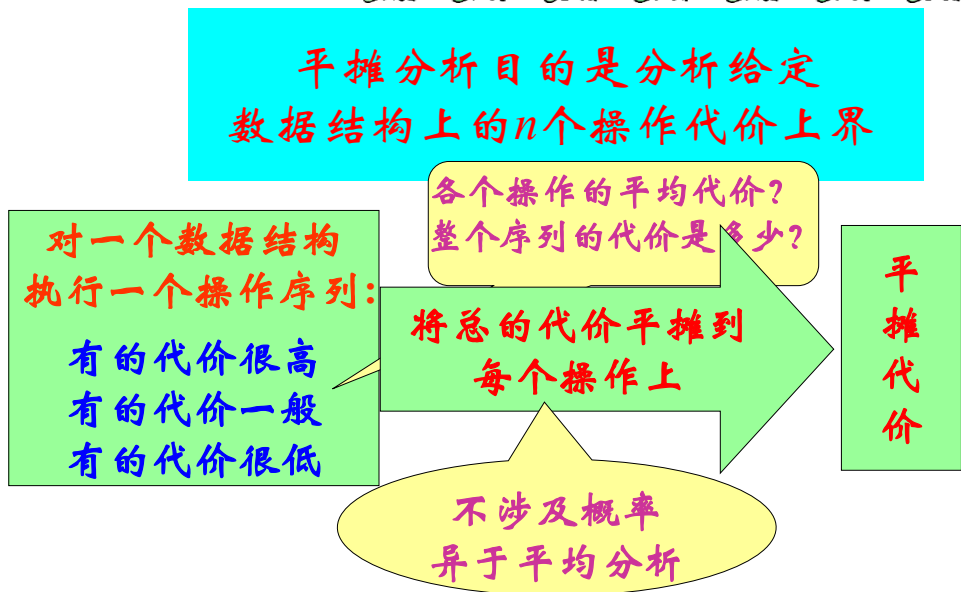 平摊分析目的是分析给定
数据结构上的n个操作代价上界
各个操作的平均代价?
整个序列的代价是多少?
对一个数据结构
执行一个操作序列:
有的代价很高
有的代价一般
有的代价很低
将总的代价平摊到
每个操作上
平
摊
代
价
不涉及概率
异于平均分析